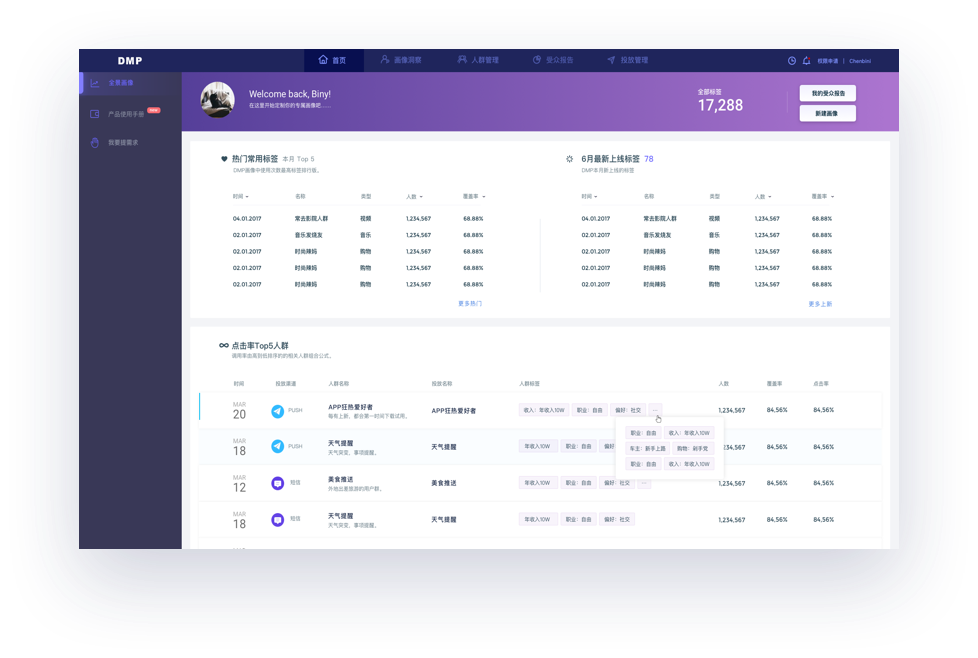 DMP
首页
画像洞察
人群管理
受众报告
投放管理
权限申请 | Chenbini
全景画像
产品使用手册 new
我要提需求
Welcome back, Biny!
在这里开始定制你的专属画像吧......
全部标签
17,288
我的受众报告
新建画像
热门常用标签 本月 Top 5
DMP画像中使用次数最高标签排行版。
时间 名称 类型 人数 覆盖率
04.01.2017 常去影院人群 视频 1,234,567 68.88%
02.01.2017 音乐发烧友 音乐 1,234,567 68.88%
02.01.2017 时尚辣妈 购物 1,234,567 68.88%
02.01.2017 时尚辣妈 购物 1,234,567 68.88%
02.01.2017 时尚辣妈 购物 1,234,567 68.88%
更多热门
6月最新上线标签 78
DMP本月新上线的标签
时间 名称 类型 人数 覆盖率
04.01.2017 常去影院人群 视频 1,234,567 68.88%
02.01.2017 音乐发烧友 音乐 1,234,567 68.88%
02.01.2017 时尚辣妈 购物 1,234,567 68.88%
02.01.2017 时尚辣妈 购物 1,234,567 68.88%
02.01.2017 时尚辣妈 购物 1,234,567 68.88%
更多上新
点击率Top5人群
调用率由高到低排序的的相关人群组合公式。
时间 投放渠道 人群名称 投放名称 人群标签 人数 覆盖率 点击率
MAR
20
PUSH
APP狂热爱好者
每有上新，都会第一时间下载试用。
APP狂热爱好者
收入：年收入10W 职业：自由 偏好：社交 ...
1,234,567 84,56% 84,56%
职业：自由 收入：年收入10W
车主：新手上路 购物：剁手党
职业：自由 收入：年收入10W
MAR
18
PUSH
天气提醒
天气突变，事项提醒。
天气提醒
年收入10W 职业：自由 偏好
1,234,567 84,56% 84,56%
MAR
12
短信
美食推送
外地出差旅游的用户群。
美食推送
年收入10W 职业：自由 偏好：社交 ...
1,234,567 84,56% 84,56%
MAR
18
短信
天气提醒
天气突变，事项提醒。
天气提醒
年收入10W 职业：自由 偏好：社交
1,234,567 84,56% 84,56%